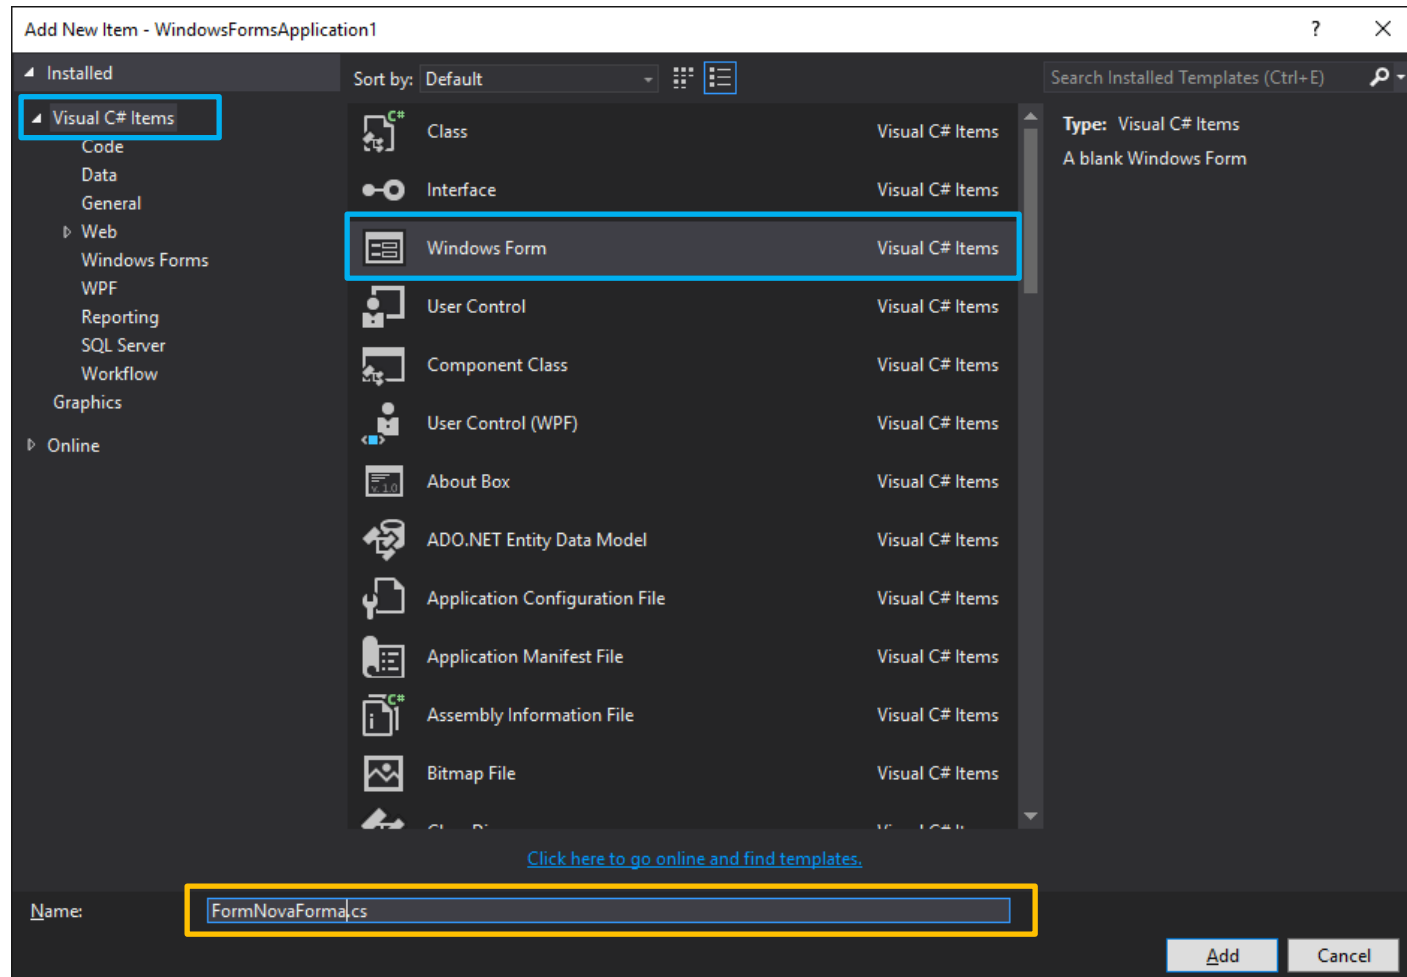 Add New Item - WindowsFormsApplication1
?
Installed
Sort by: Default
Search Installed Templates (Ctrl+E)
Visual C# Items
Code
Data
General
Web
Windows Forms
WPF
Reporting
SQL Server
Workflow
Graphics
Online
Class Visual C# Items
Interface Visual C# Items
Windows Form Visual C# Items
User Control Visual C# Items
Component Class Visual C# Items
User Control (WPF) Visual C# Items
About Box Visual C# Items
ADO.NET Entity Data Model Visual C# Items
Application Configuration File Visual C# Items
Application Manifest File Visual C# Items
Assembly Information File Visual C# Items
Bitmap File Visual C# Items
Type: Visual C# Items
A blank Windows Form
Click here to go online and find templates.
Name: FormNovaForma.cs
Add Cancel